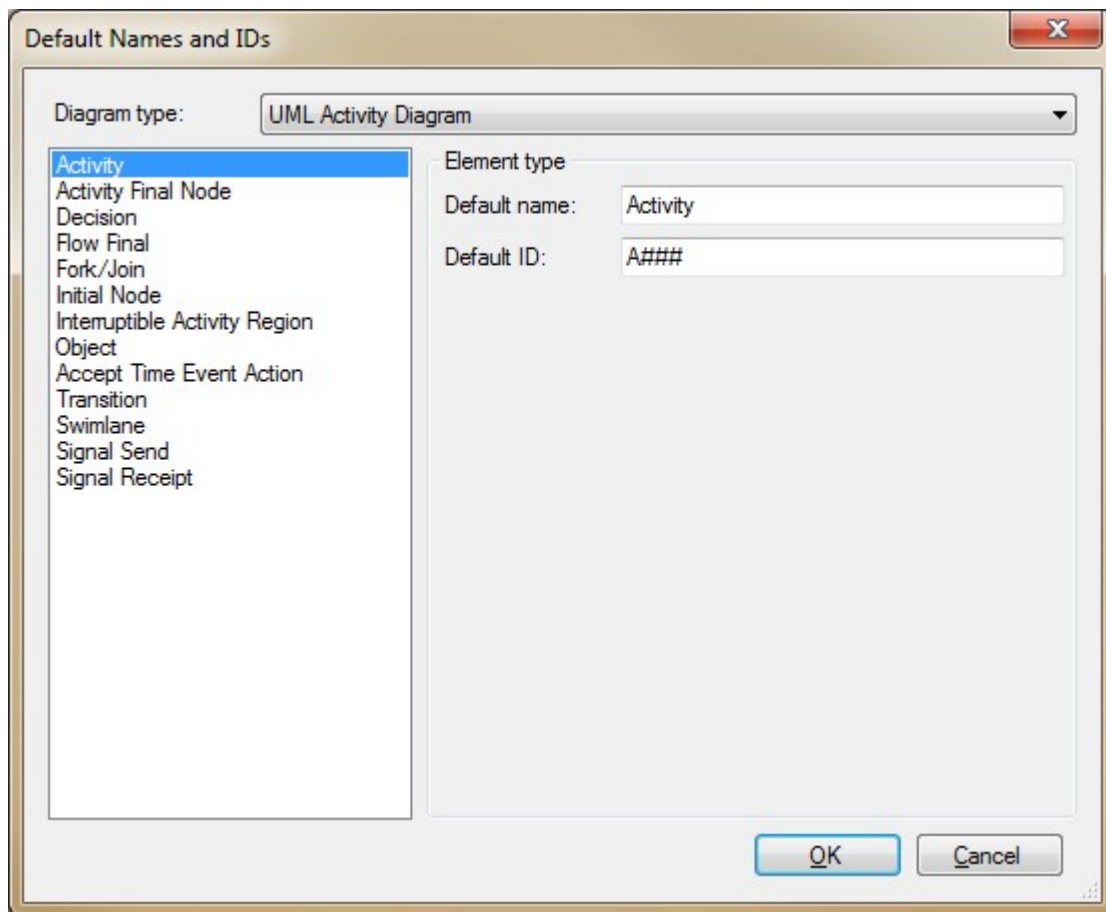 Default Names and IDs
Diagram type: UML Activity Diagram
Activity
Activity Final Node
Decision
Flow Final
Fork/Join
Initial Node
Interruptible Activity Region
Object
Accept Time Event Action
Transition
Swimlane
Signal Send
Signal Receipt
Element type
Default name: Activity
Default ID: A###
OK Cancel